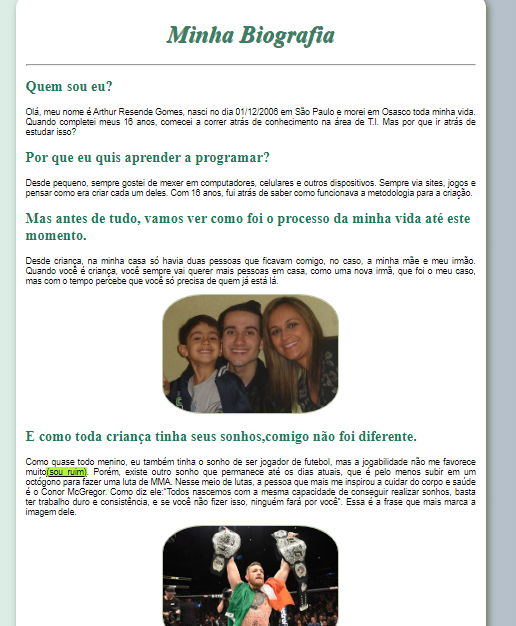 Minha Biografia
Quem sou eu?
Olá, meu nome é Arthur Resende Gomes, nasci no dia 01/12/2006 em São Paulo e morei em Osasco toda minha vida.
Quando completei meus 16 anos, comecei a correr atrás de conhecimento na área de T.I. Mas por que ir atrás de
estudar isso?
Por que eu quis aprender a programar?
Desde pequeno, sempre gostei de mexer em computadores, celulares e outros dispositivos. Sempre via sites, jogos e
pensar como era criar cada um deles. Com 16 anos, fui atrás de saber como funcionava a metodologia para a criação.
Mas antes de tudo, vamos ver como foi o processo da minha vida até este
momento.
Desde criança, na minha casa só havia duas pessoas que ficavam comigo, no caso, a minha mãe e meu irmão.
Quando você é criança, você sempre vai querer mais pessoas em casa, como uma nova irmã, que foi o meu caso,
mas com o tempo percebe que você só precisa de quem já está lá.
E como toda criança tinha seus sonhos,comigo não foi diferente.
Como quase todo menino, eu também tinha o sonho de ser jogador de futebol, mas a jogabilidade não me favorece
muito(sou ruim). Porém, existe outro sonho que permanece até os dias atuais, que é pelo menos subir em um
octógono para fazer uma luta de MMA. Nesse meio de lutas, a pessoa que mais me inspirou a cuidar do corpo e saúde
é o Conor McGregor. Como diz ele:"Todos nascemos com a mesma capacidade de conseguir realizar sonhos, basta
ter trabalho duro e consistência, e se você não fizer isso, ninguém fará por você". Essa é a frase que mais marca a
imagem dele.